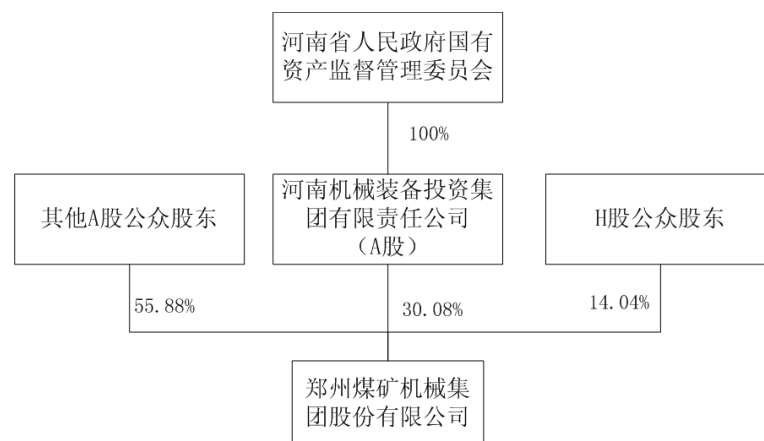 河南省人民政府国有
资产监督管理委员会
100%
其他A股公众股东
河南机械装备投资集
团有限责任公司
（A股）
H股公众股东
55.88%
30.08%
14.04%
郑州煤矿机械集
团股份有限公司